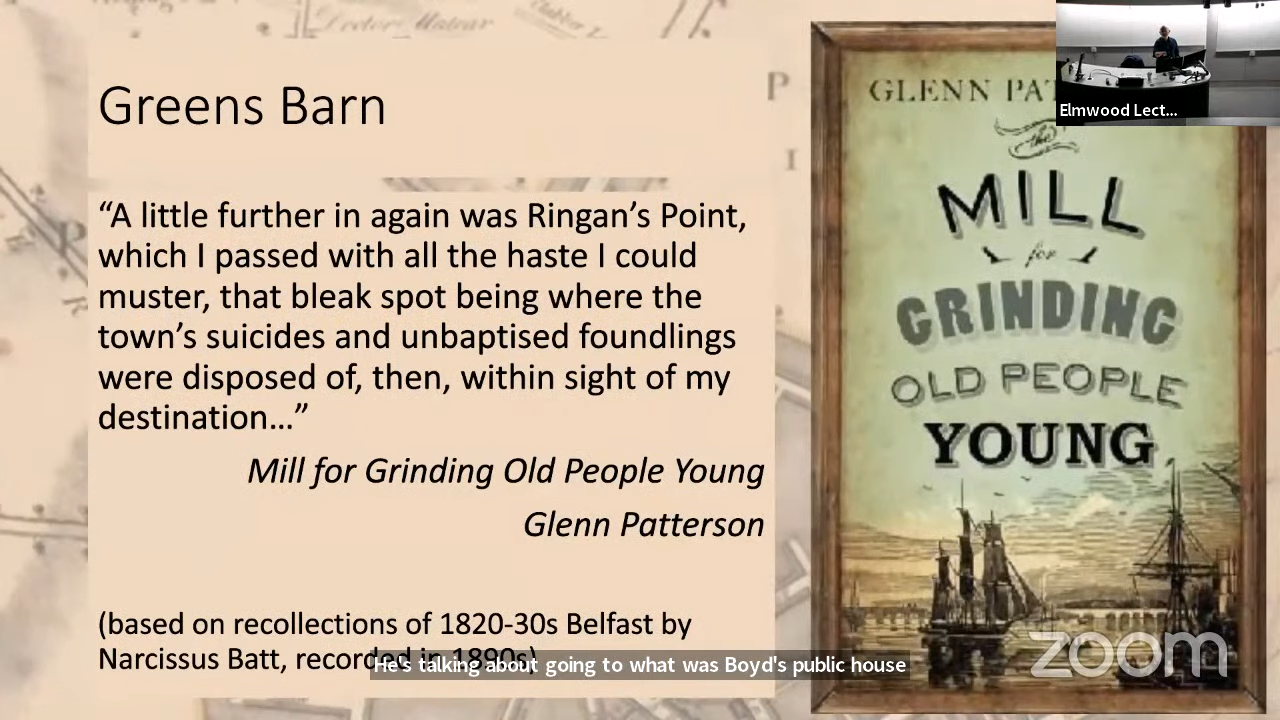 Doctor Mateur
Greens Barn
“A little further in again was Ringan’s Point,
which I passed with all the haste I could
muster, that bleak spot being where the
town’s suicides and unbaptised foundlings
were disposed of, then, within sight of my
destination…”
Mill for Grinding Old People Young
Glenn Patterson
(based on recollections of 1820-30s Belfast by
Narcissus Batt, recorded in 1890s)
He's talking about going to what was Boyd's public house
P
I
P
R
GLENN PAT
The
MILL
for
GRINDING
OLD PEOPLE
YOUNG
Elmwood Lect...
zoom